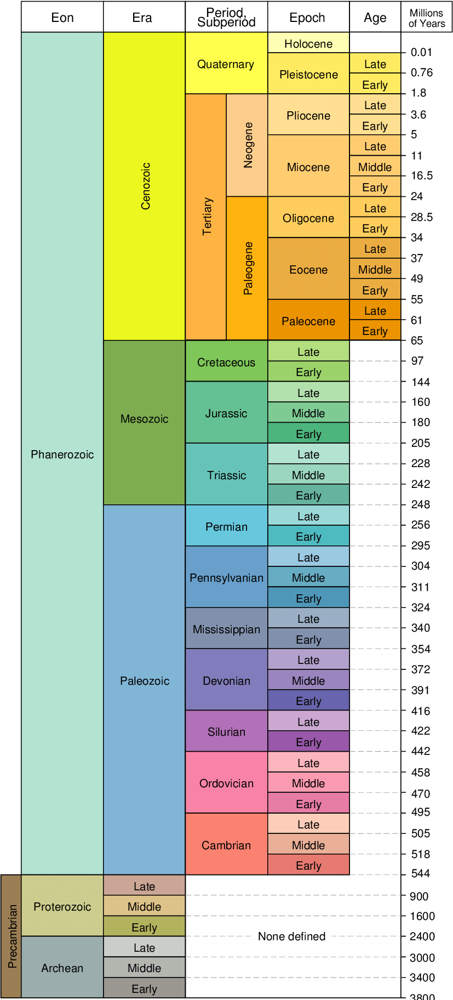 Eon
Era
Period,
Subperiod
Epoch
Age
Millions
of Years
Phanerozoic
Cenozoic
Quaternary
Holocene
0.01
Pleistocene
Late
0.76
Early
1.8
Tertiary
Neogene
Pliocene
Late
3.6
Early
5
Miocene
Late
11
Middle
16.5
Early
24
Paleogene
Oligocene
Late
28.5
Early
34
Eocene
Late
37
Middle
49
Early
55
Paleocene
Late
61
Early
65
Mesozoic
Cretaceous
Late
97
Early
144
Jurassic
Late
160
Middle
180
Early
205
Triassic
Late
228
Middle
242
Early
248
Paleozoic
Permian
Late
256
Early
295
Pennsylvanian
Late
304
Middle
311
Early
324
Mississippian
Late
340
Early
354
Devonian
Late
372
Middle
391
Early
416
Silurian
Late
422
Early
442
Ordovician
Late
458
Middle
470
Early
495
Cambrian
Late
505
Middle
518
Early
544
Precambrian
Proterozoic
Late
900
Middle
1600
Early
2400
None defined
Archean
Late
3000
Middle
3400
Early
3800